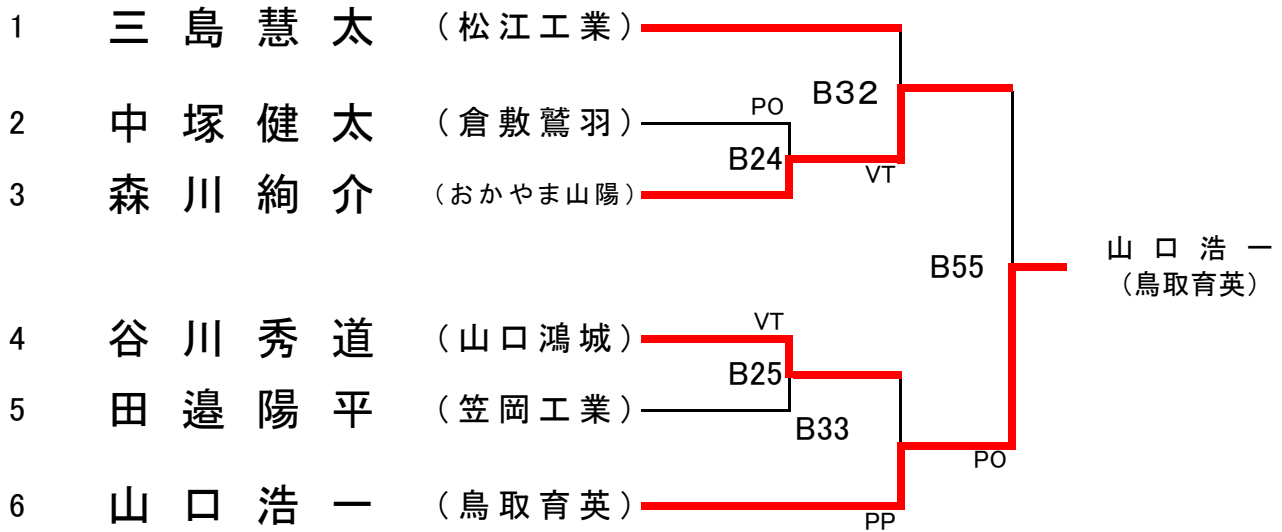 1 三島慧太 （松江工業）
B32
2 中塚健太 （倉敷鷲羽） PO
B24
VT
3 森川絢介 （おかやま山陽）
B55
山口浩一
（鳥取育英）
4 谷川秀道 （山口鴻城） VT
B25
5 田邉陽平 （笠岡工業）
B33
PO
6 山口浩一 （鳥取育英）
PP